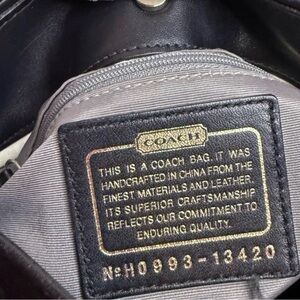 COACH
THIS IS A COACH BAG. IT WAS
HANDCRAFTED IN CHINA FROM THE
FINEST MATERIALS AND LEATHER.
ITS SUPERIOR CRAFTSMANSHIP
REFLECTS OUR COMMITMENT TO
ENDURING QUALITY.
№H0993-13420